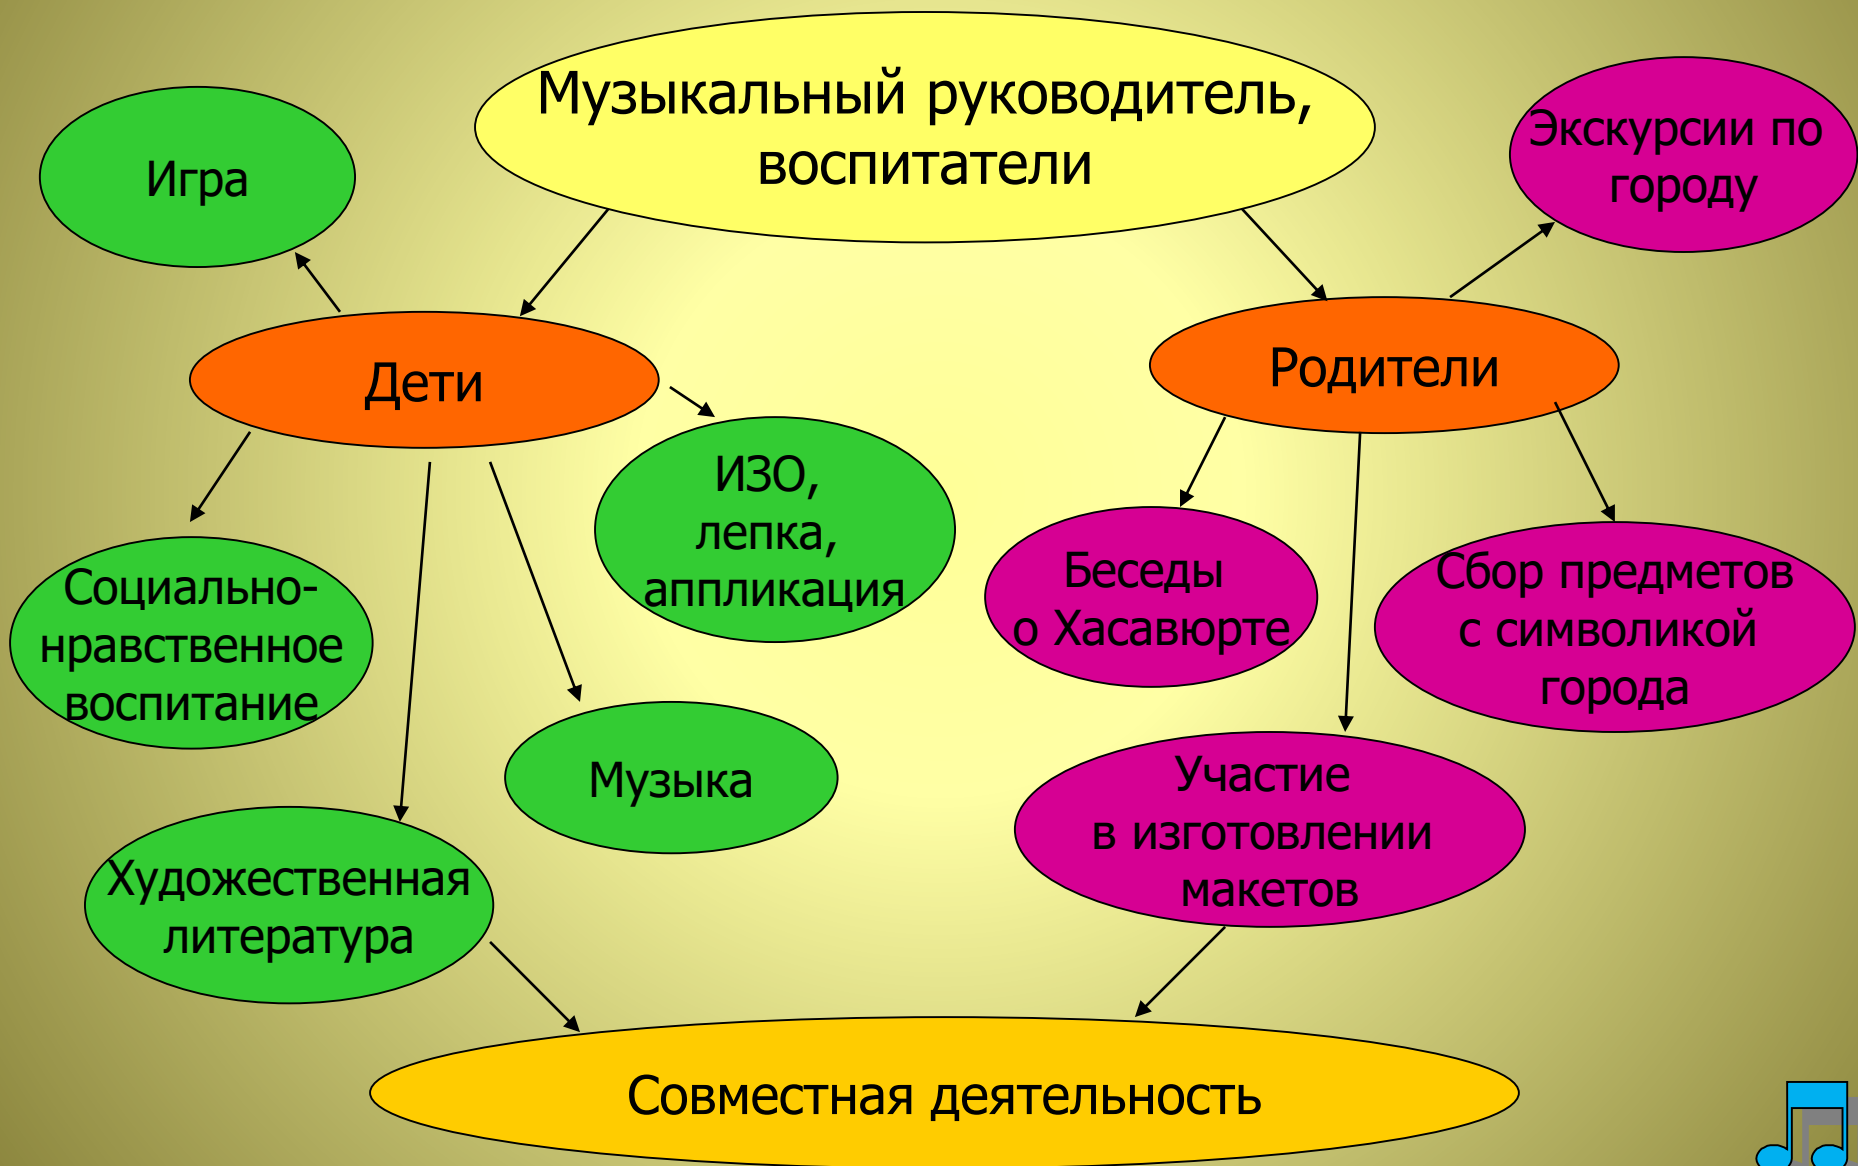 Музыкальный руководитель,
воспитатели
Игра
Экскурсии по
городу
Дети
Родители
ИЗО,
лепка,
аппликация
Социально-
нравственное
воспитание
Беседы
о Хасавюрте
Сбор предметов
с символикой
города
Музыка
Участие
в изготовлении
макетов
Художественная
литература
Совместная деятельность